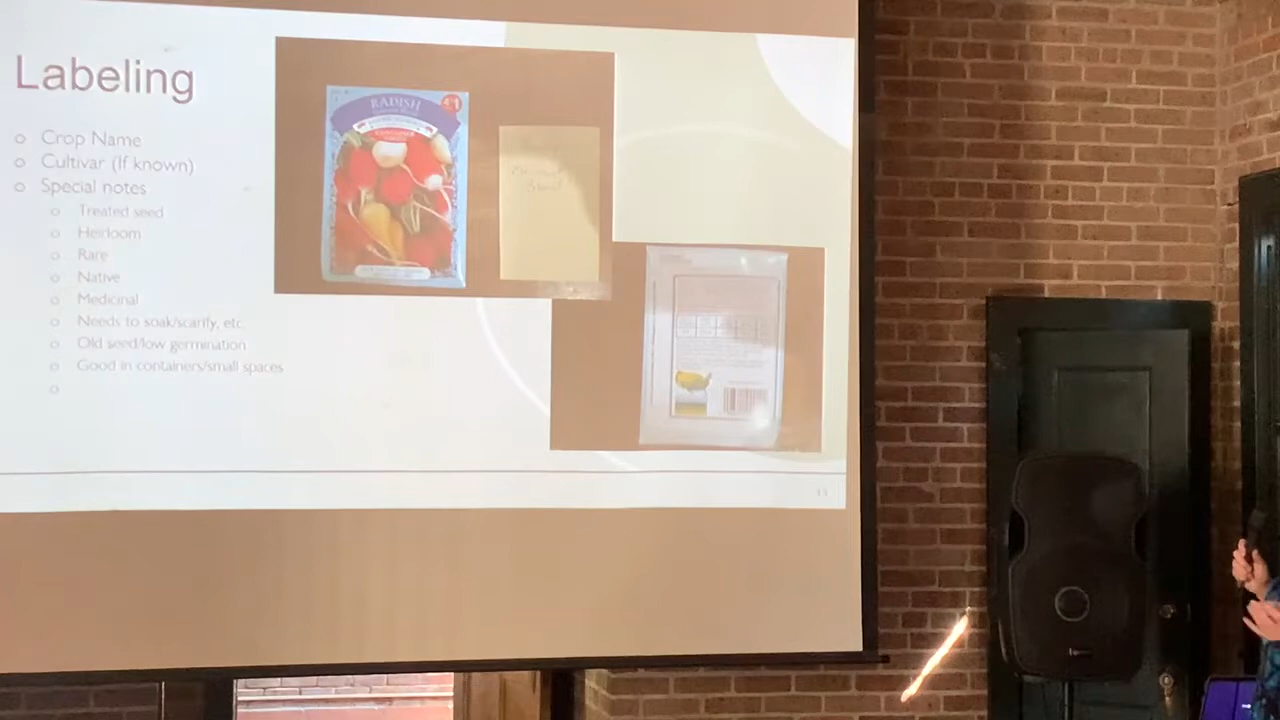 Labeling
Crop Name
Cultivar (If known)
Special notes
Treated seed
Heirloom
Rare
Native
Medicinal
Needs to soak/scarify, etc.
Old seed/low germination
Good in containers/small spaces
RADISH
13